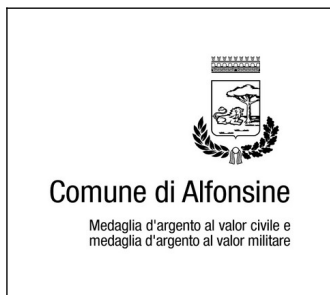 Comune di Alfonsine
Medaglia d'argento al valor civile e
medaglia d'argento al valor militare